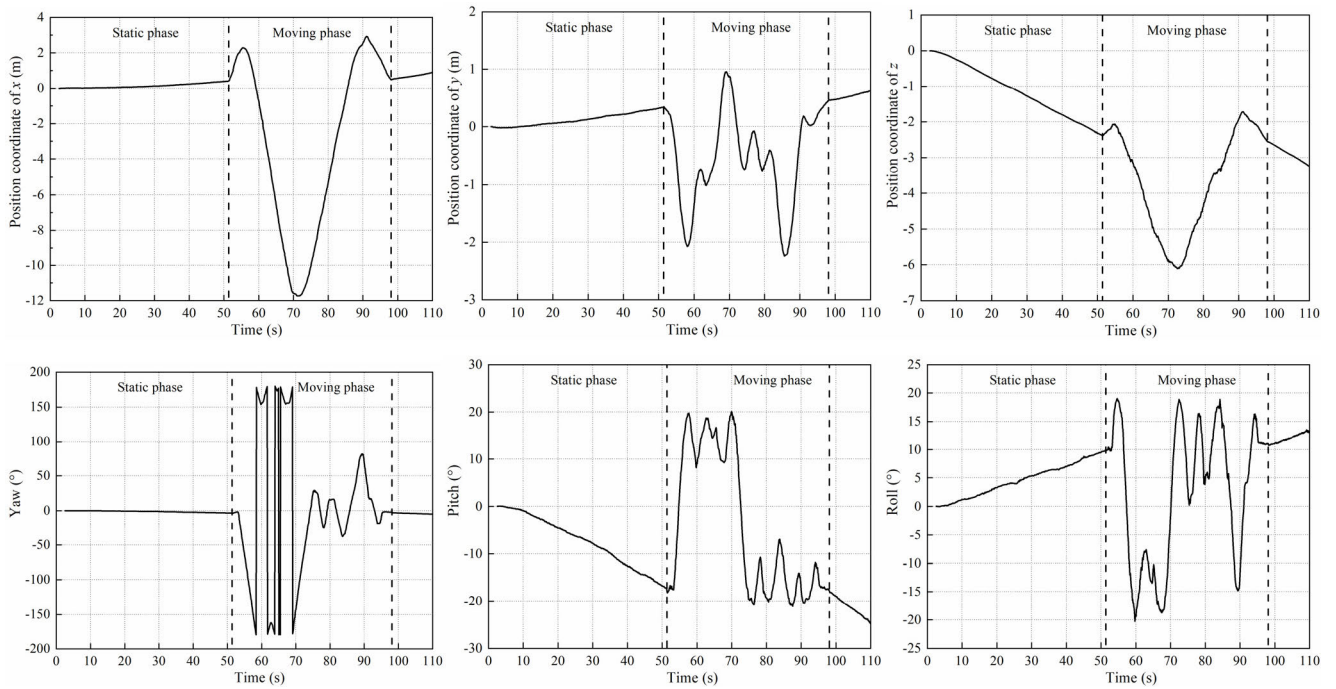 4
2
0
-2
-4
-6
-8
-10
-12
Position coordinate of x (m)
Static phase
Moving phase
0 10 20 30 40 50 60 70 80 90 100 110
Time (s)
2
1
0
-1
-2
-3
Position coordinate of y (m)
Static phase
Moving phase
0 10 20 30 40 50 60 70 80 90 100 110
Time (s)
1
0
-1
-2
-3
-4
-5
-6
-7
Position coordinate of z
Static phase
Moving phase
0 10 20 30 40 50 60 70 80 90 100 110
Time (s)
200
150
100
50
0
-50
-100
-150
-200
Yaw (°)
Static phase
Moving phase
0 10 20 30 40 50 60 70 80 90 100 110
Time (s)
30
20
10
0
-10
-20
-30
Pitch (°)
Static phase
Moving phase
0 10 20 30 40 50 60 70 80 90 100 110
Time (s)
25
20
15
10
5
0
-5
-10
-15
-20
-25
Roll (°)
Static phase
Moving phase
0 10 20 30 40 50 60 70 80 90 100 110
Time (s)